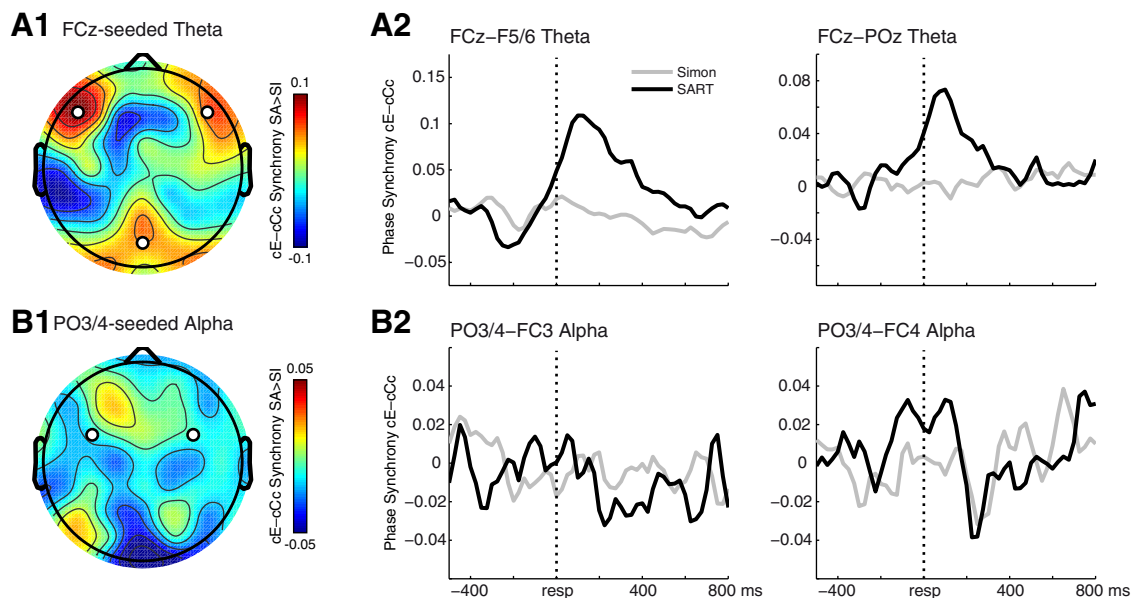 A1 FCz-seeded Theta
0.1
cE−cCc Synchrony SA>SI
-0.1
A2
FCz−F5/6 Theta
Phase Synchrony cE−cCc
0.15
0.1
0.05
0
−0.05
Simon
SART
FCz−POz Theta
0.08
0.04
0
−0.04
B1 PO3/4-seeded Alpha
0.05
cE−cCc Synchrony SA>SI
-0.05
B2
PO3/4−FC3 Alpha
Phase Synchrony cE−cCc
0.04
0.02
0
−0.02
−0.04
−400 resp 400 800 ms
PO3/4−FC4 Alpha
0.04
0.02
0
−0.02
−0.04
−400 resp 400 800 ms